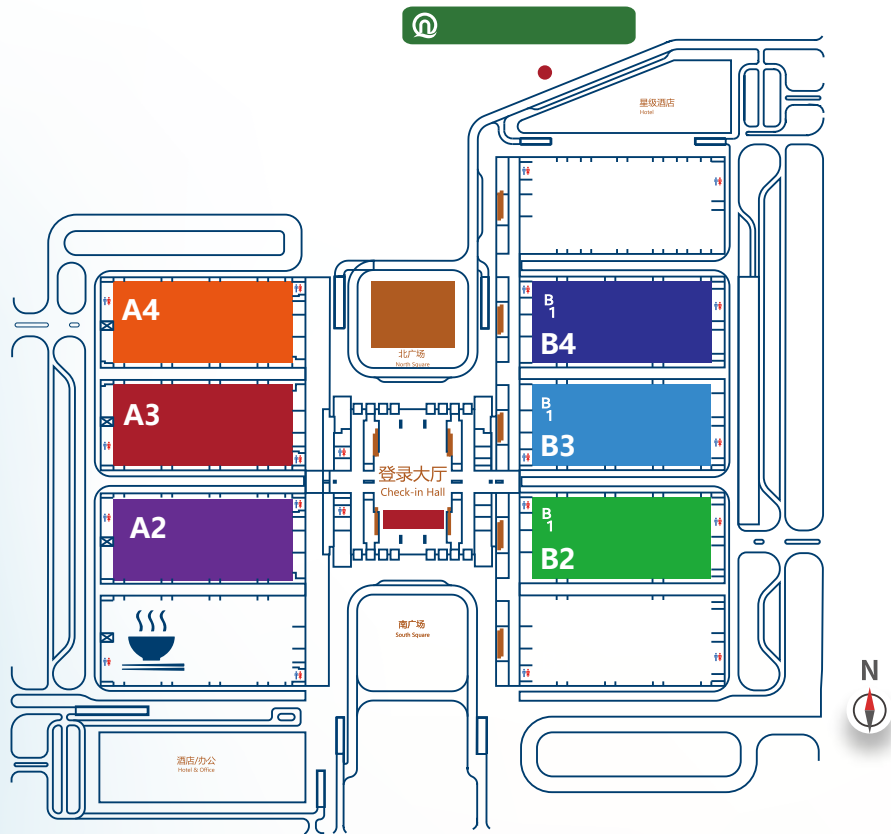 星级酒店
Hotel
A4
B
1
B4
北广场
North Square
A3
B
1
B3
登录大厅
Check-in Hall
A2
B
1
B2
南广场
South Square
N
酒店/办公
Hotel & Office